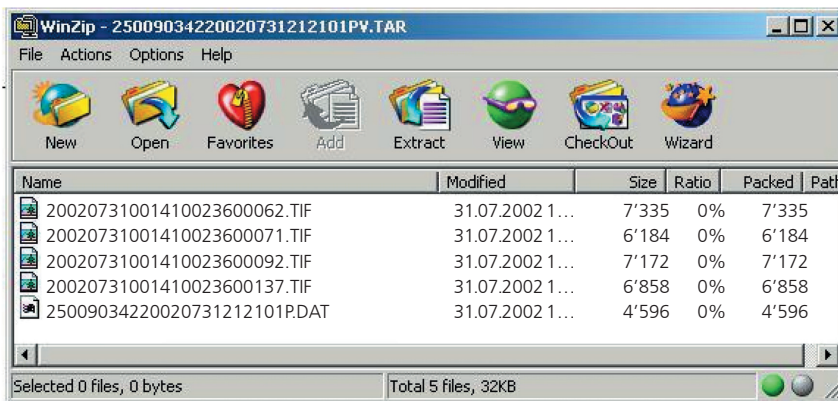 WinZip - 25009034220020731212101PV.TAR
File Actions Options Help
New Open Favorites Add Extract View CheckOut Wizard
Name Modified Size Ratio Packed Path
20020731001410023600062.TIF 31.07.2002 1... 7'335 0% 7'335
20020731001410023600071.TIF 31.07.2002 1... 6'184 0% 6'184
20020731001410023600092.TIF 31.07.2002 1... 7'172 0% 7'172
20020731001410023600137.TIF 31.07.2002 1... 6'858 0% 6'858
25009034220020731212101P.DAT 31.07.2002 1... 4'596 0% 4'596
Selected 0 files, 0 bytes Total 5 files, 32KB